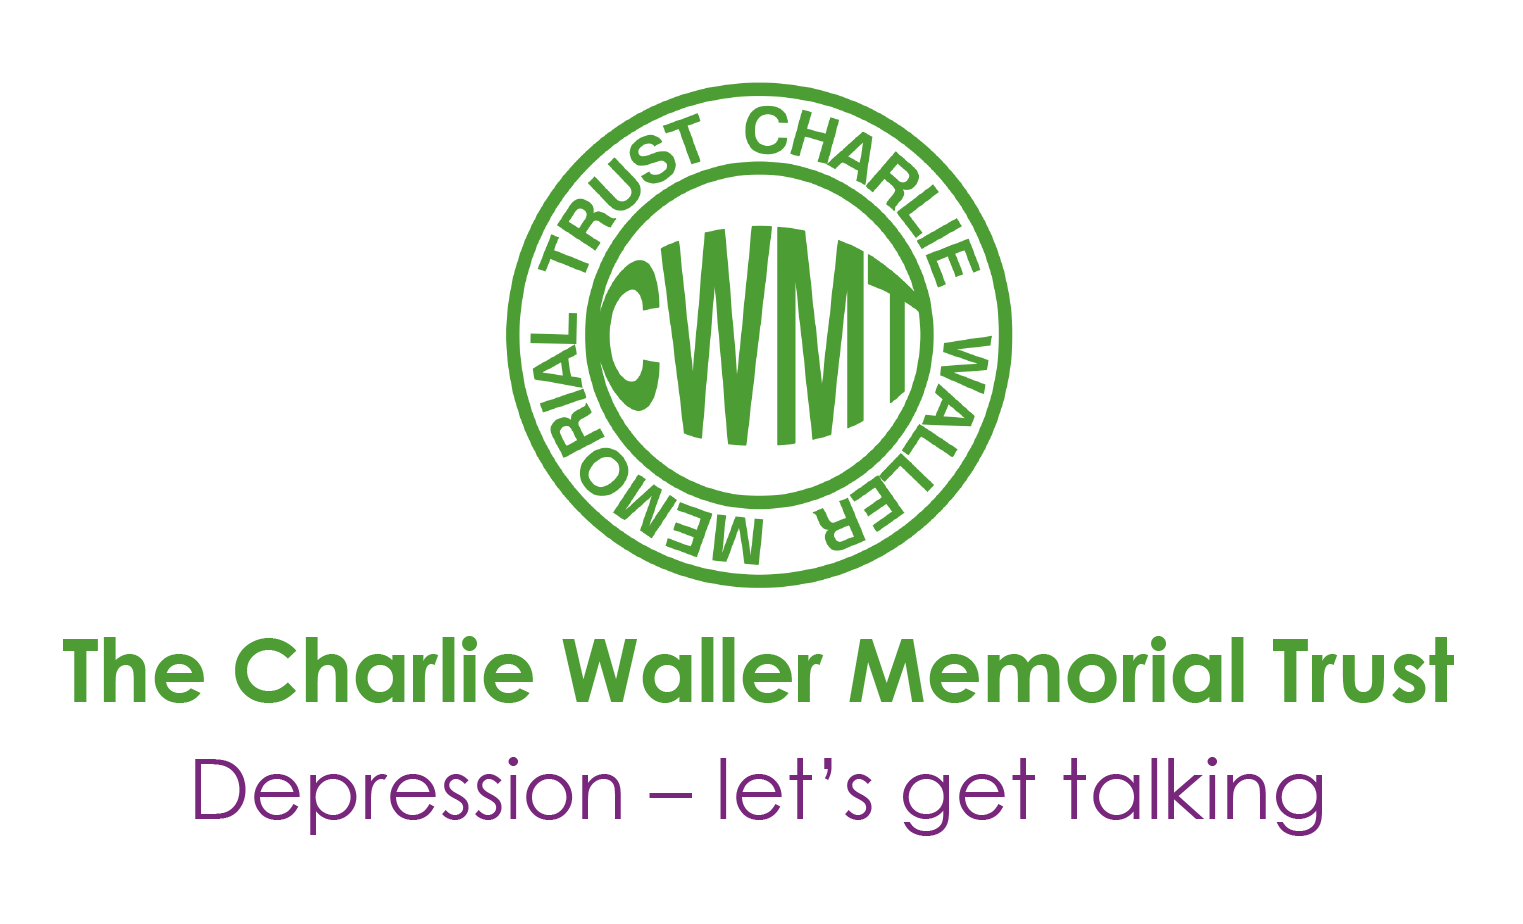 CHARLIE WALLER MEMORIAL TRUST
CWMT
The Charlie Waller Memorial Trust
Depression – let’s get talking